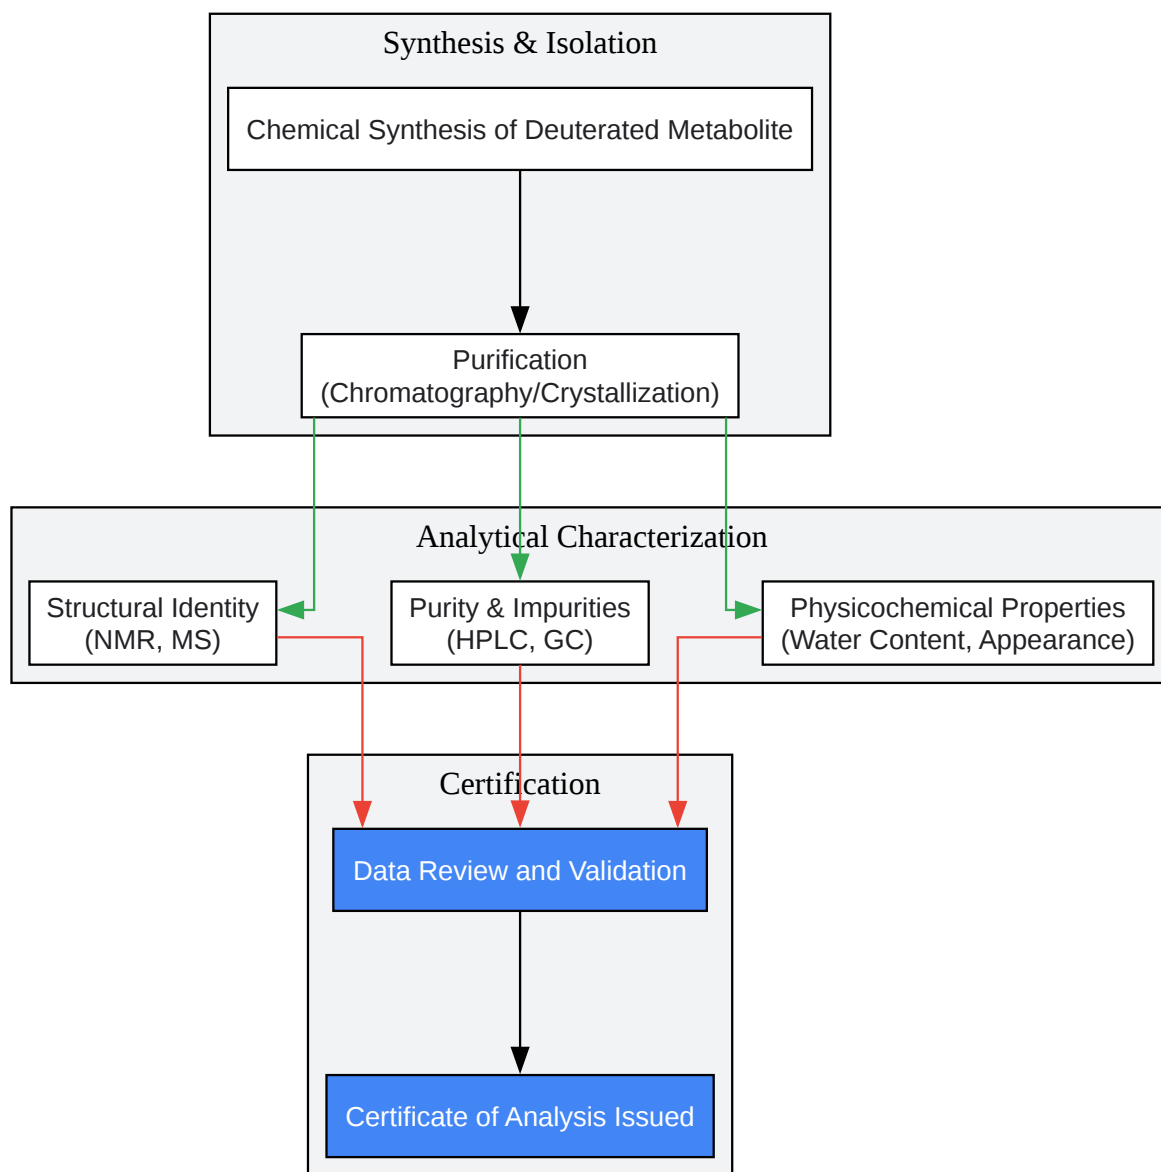 Synthesis & Isolation
Chemical Synthesis of Deuterated Metabolite
Purification
(Chromatography/Crystallization)
Analytical Characterization
Structural Identity
(NMR, MS)
Purity & Impurities
(HPLC, GC)
Physicochemical Properties
(Water Content, Appearance)
Certification
Data Review and Validation
Certificate of Analysis Issued